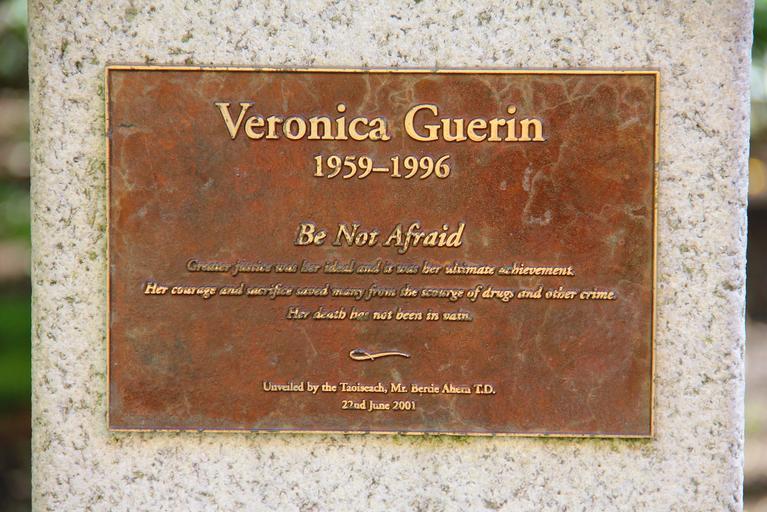 Veronica Guerin
1959–1996
Be Not Afraid
Greater justice was her ideal and it was her ultimate achievement.
Her courage and sacrifice saved many from the scourge of drugs and other crime.
Her death has not been in vain.
Unveiled by the Taoiseach, Mr. Bertie Ahern T.D.
22nd June 2001